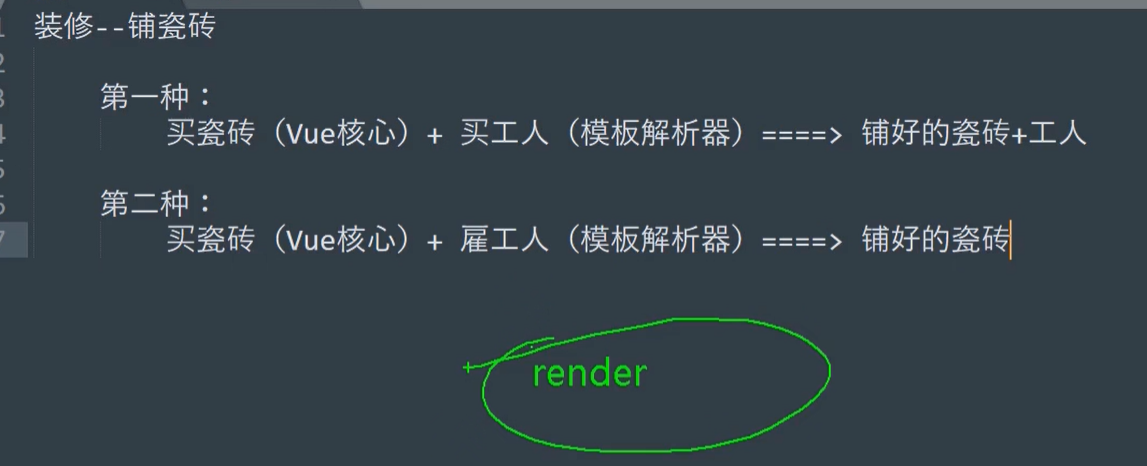 装修--铺瓷砖
第一种：
买瓷砖（Vue核心）+ 买工人（模板解析器）====> 铺好的瓷砖+工人
第二种：
买瓷砖（Vue核心）+ 雇工人（模板解析器）====> 铺好的瓷砖
render